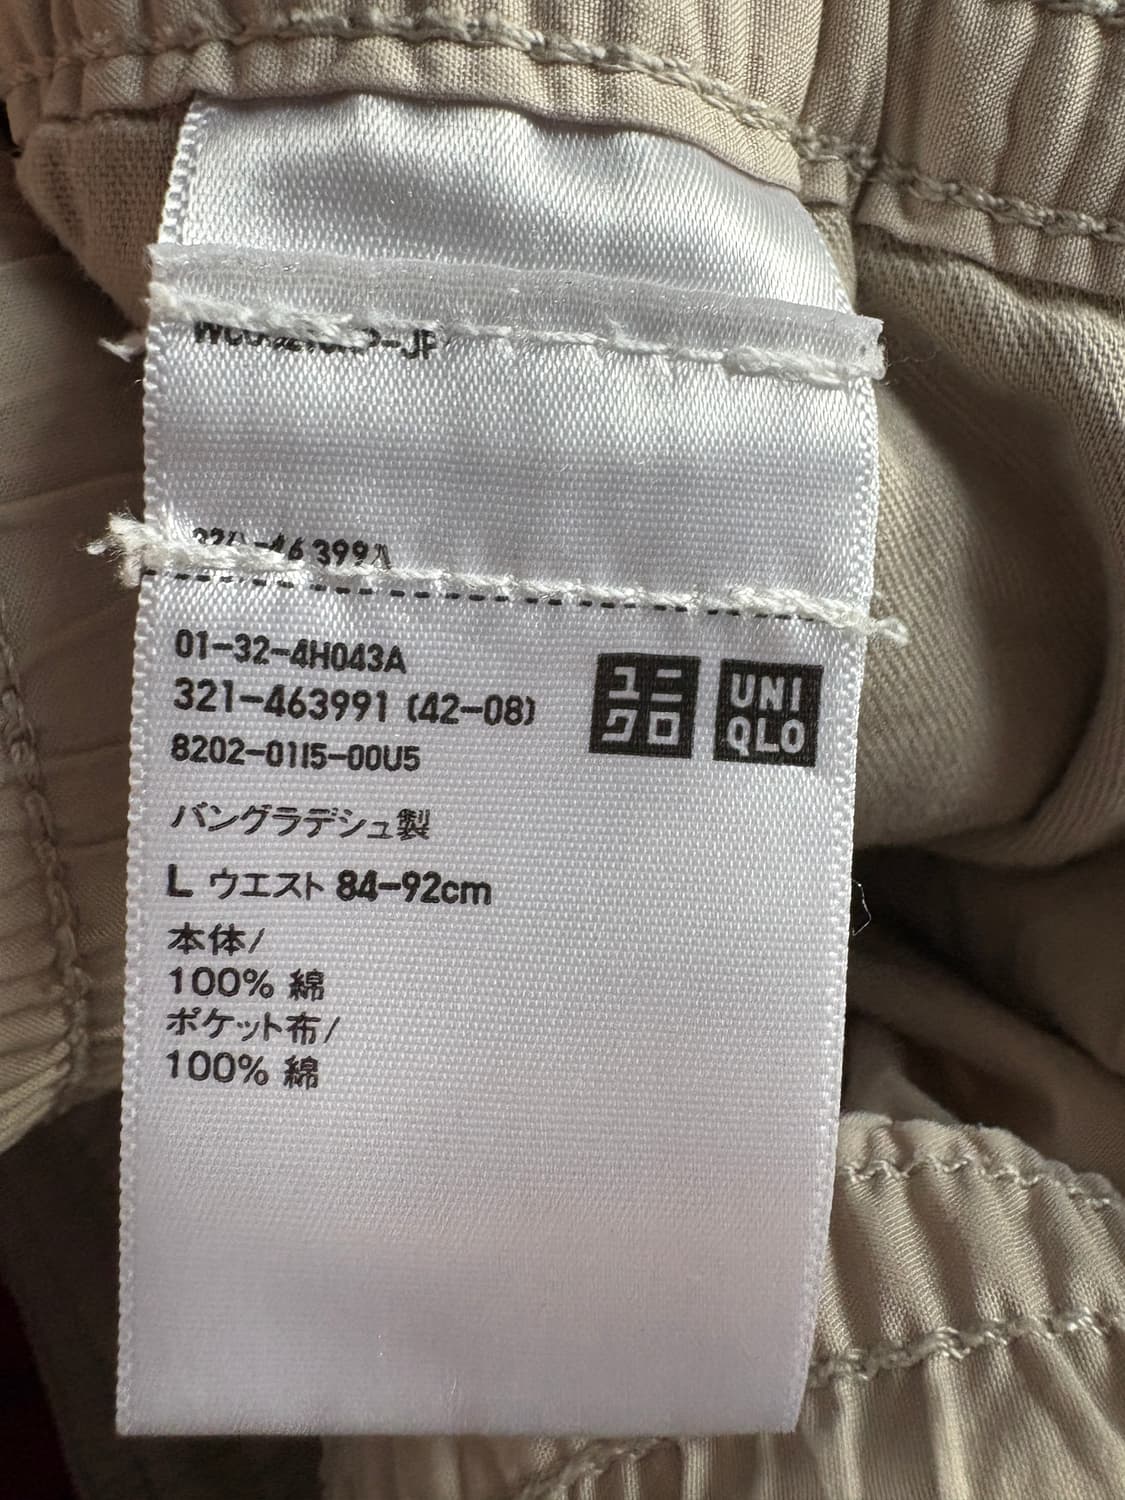 01-32-4H043A
321-463991 (42-08)
8202-0115-00U5
ユニ
クロ
UNI
QLO
バングラデシュ製
L ウエスト 84-92cm
本体/
100% 綿
ポケット布/
100% 綿